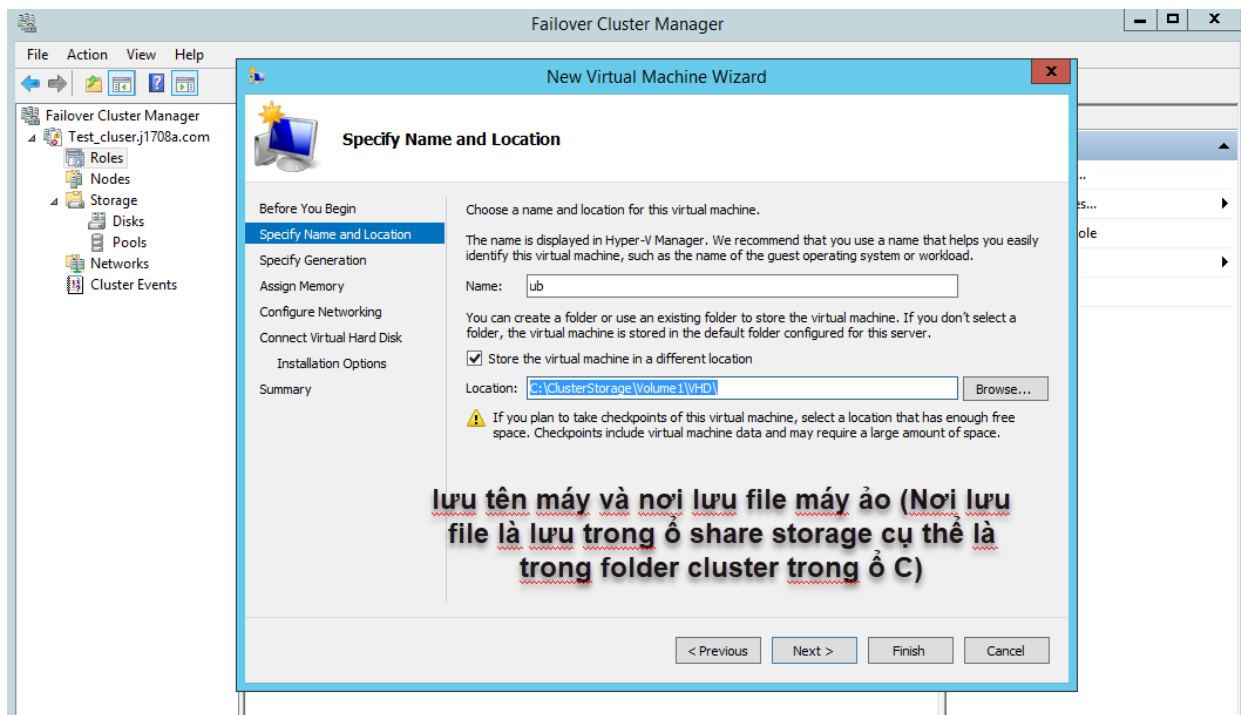 Failover Cluster Manager
File Action View Help
Failover Cluster Manager
Test_cluser.j1708a.com
Roles
Nodes
Storage
Disks
Pools
Networks
Cluster Events
New Virtual Machine Wizard
x
Specify Name and Location
Before You Begin
Specify Name and Location
Specify Generation
Assign Memory
Configure Networking
Connect Virtual Hard Disk
Installation Options
Summary
Choose a name and location for this virtual machine.
The name is displayed in Hyper-V Manager. We recommend that you use a name that helps you easily
identify this virtual machine, such as the name of the guest operating system or workload.
Name: ub
You can create a folder or use an existing folder to store the virtual machine. If you don't select a
folder, the virtual machine is stored in the default folder configured for this server.
Store the virtual machine in a different location
Location: C:\ClusterStorage\Volume1\VHD\ Browse...
If you plan to take checkpoints of this virtual machine, select a location that has enough free
space. Checkpoints include virtual machine data and may require a large amount of space.
lưu tên máy và nơi lưu file máy ảo (Nơi lưu
file là lưu trong ổ share storage cụ thể là
trong folder cluster trong ổ C)
< Previous Next > Finish Cancel
...
es...
ole